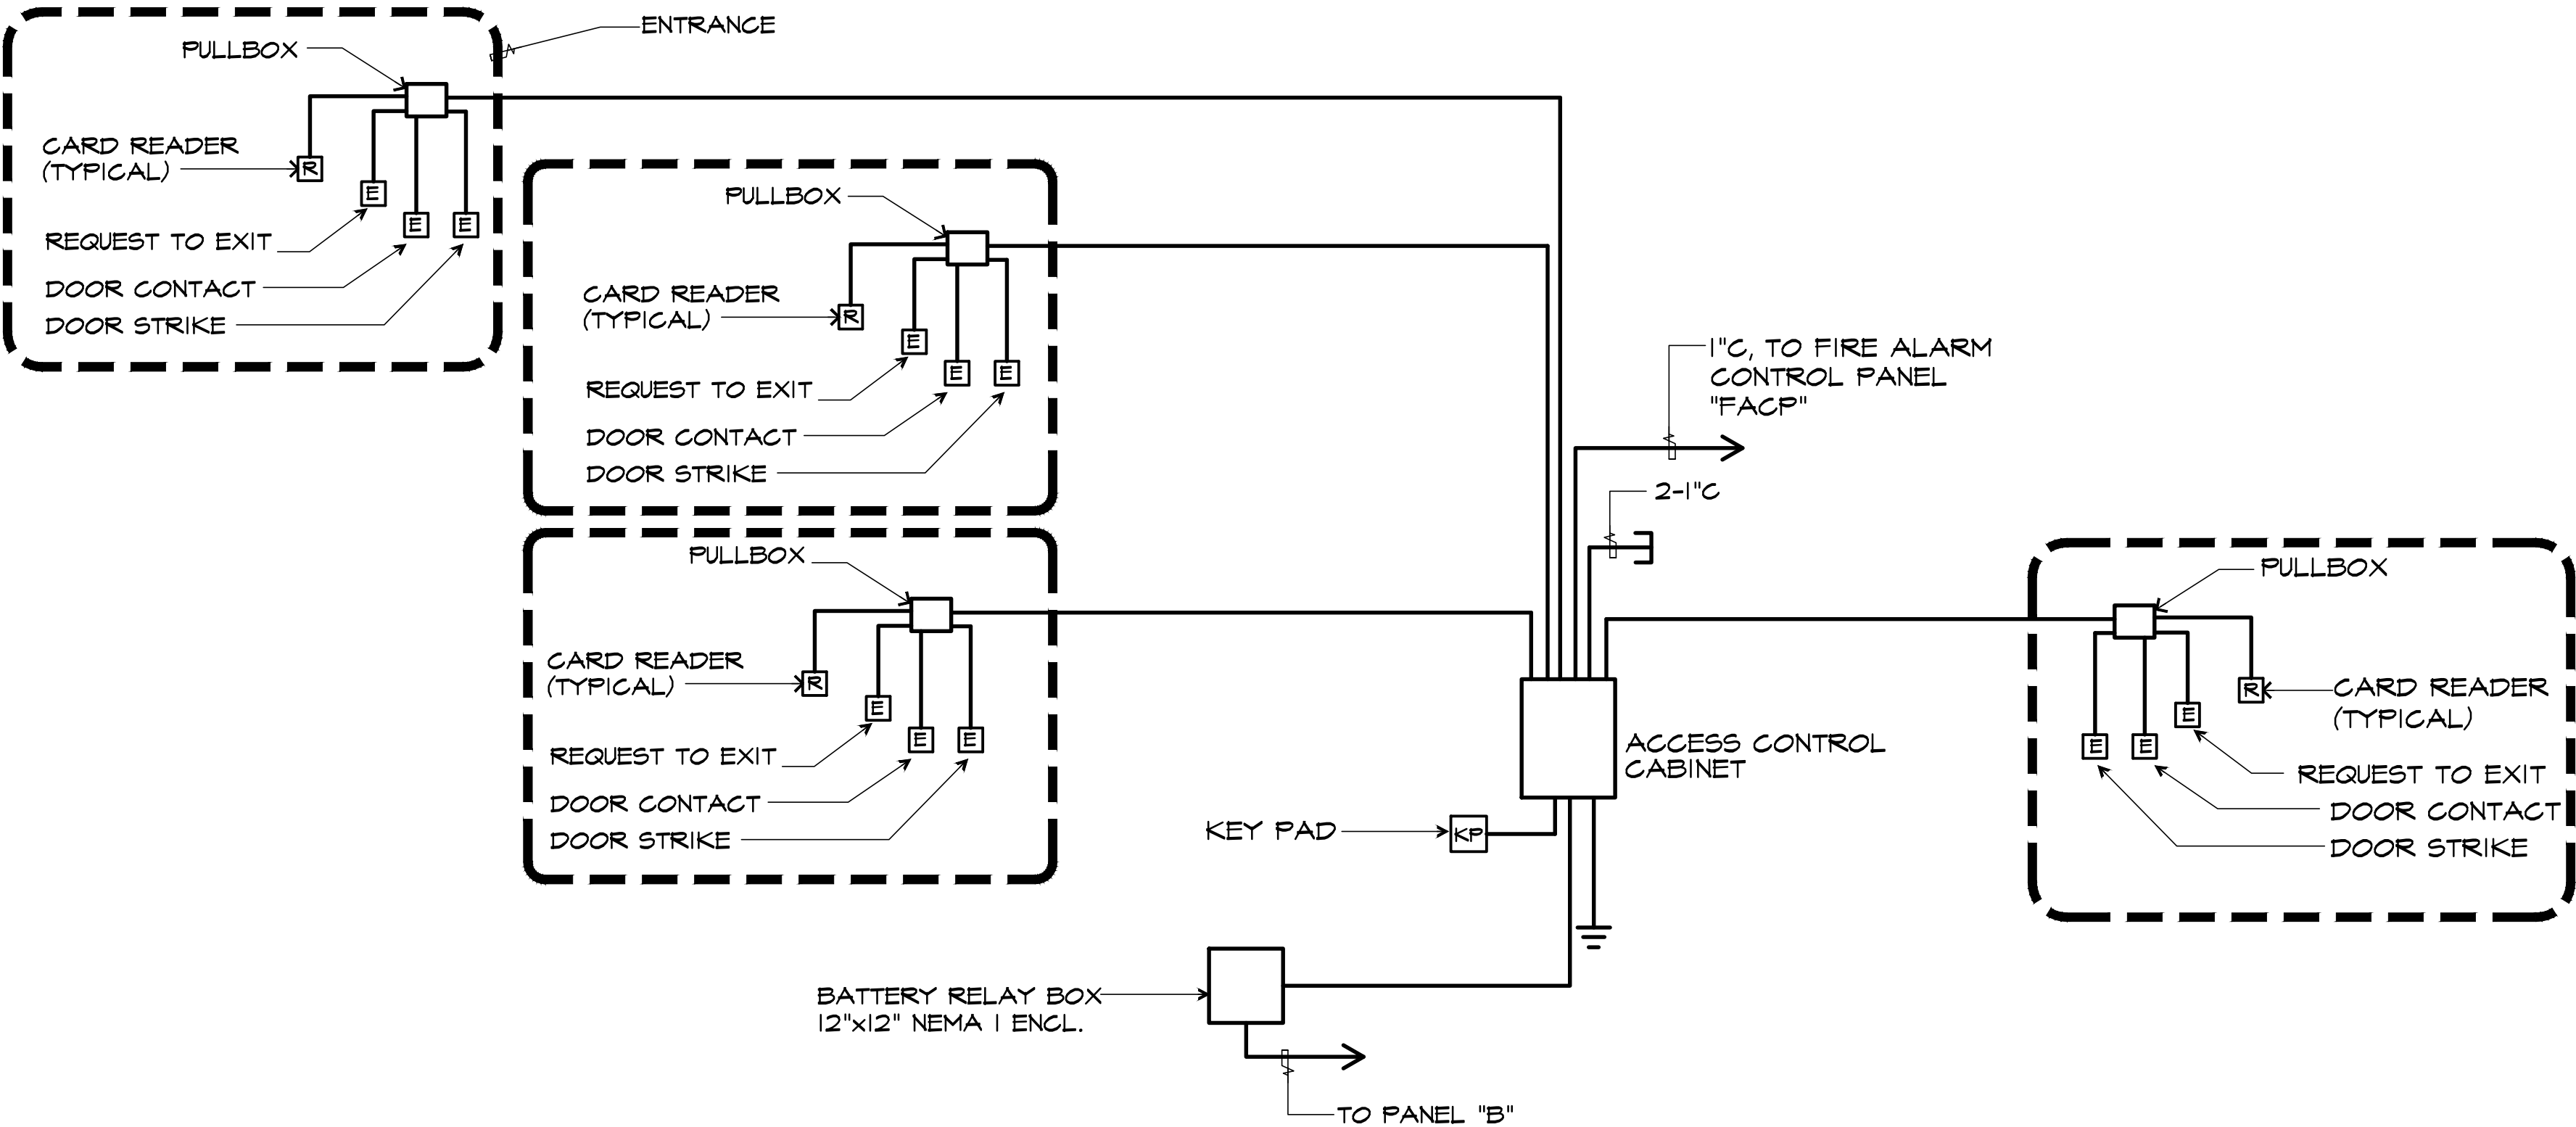 ENTRANCE
PULLBOX
CARD READER
(TYPICAL)
R
E
E
E
REQUEST TO EXIT
DOOR CONTACT
DOOR STRIKE
PULLBOX
CARD READER
(TYPICAL)
R
E
E
E
REQUEST TO EXIT
DOOR CONTACT
DOOR STRIKE
PULLBOX
CARD READER
(TYPICAL)
R
E
E
E
REQUEST TO EXIT
DOOR CONTACT
DOOR STRIKE
1"C, TO FIRE ALARM
CONTROL PANEL
"FACP"
2-1"C
ACCESS CONTROL
CABINET
KEY PAD
KP
BATTERY RELAY BOX
12"x12" NEMA 1 ENCL.
TO PANEL "B"
PULLBOX
R
CARD READER
(TYPICAL)
E
E
E
REQUEST TO EXIT
DOOR CONTACT
DOOR STRIKE